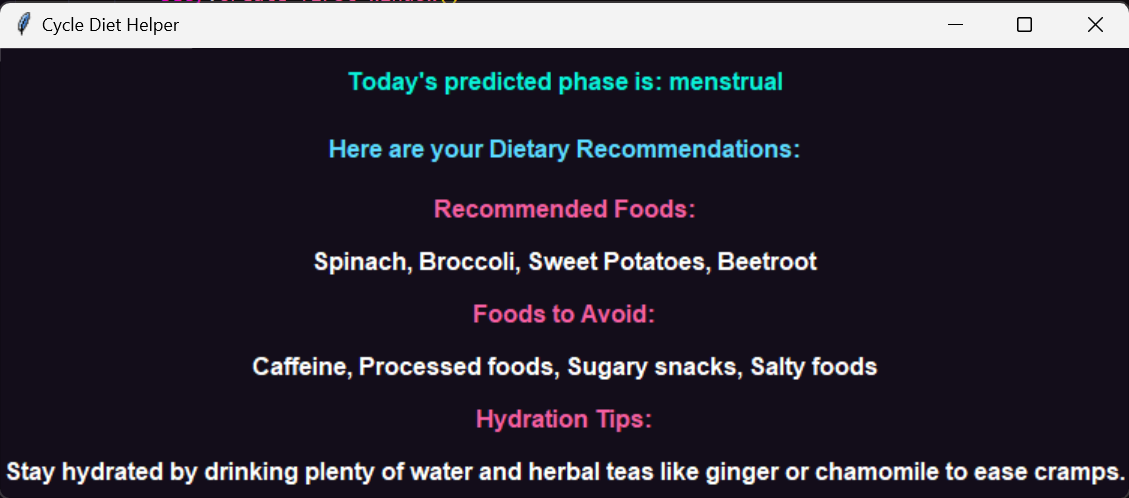 Cycle Diet Helper
Today's predicted phase is: menstrual
Here are your Dietary Recommendations:
Recommended Foods:
Spinach, Broccoli, Sweet Potatoes, Beetroot
Foods to Avoid:
Caffeine, Processed foods, Sugary snacks, Salty foods
Hydration Tips:
Stay hydrated by drinking plenty of water and herbal teas like ginger or chamomile to ease cramps.